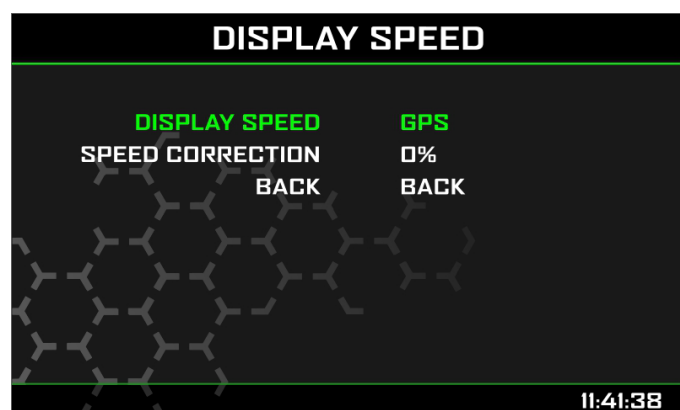 DISPLAY SPEED
DISPLAY SPEED GPS
SPEED CORRECTION 0%
BACK BACK
11:41:38